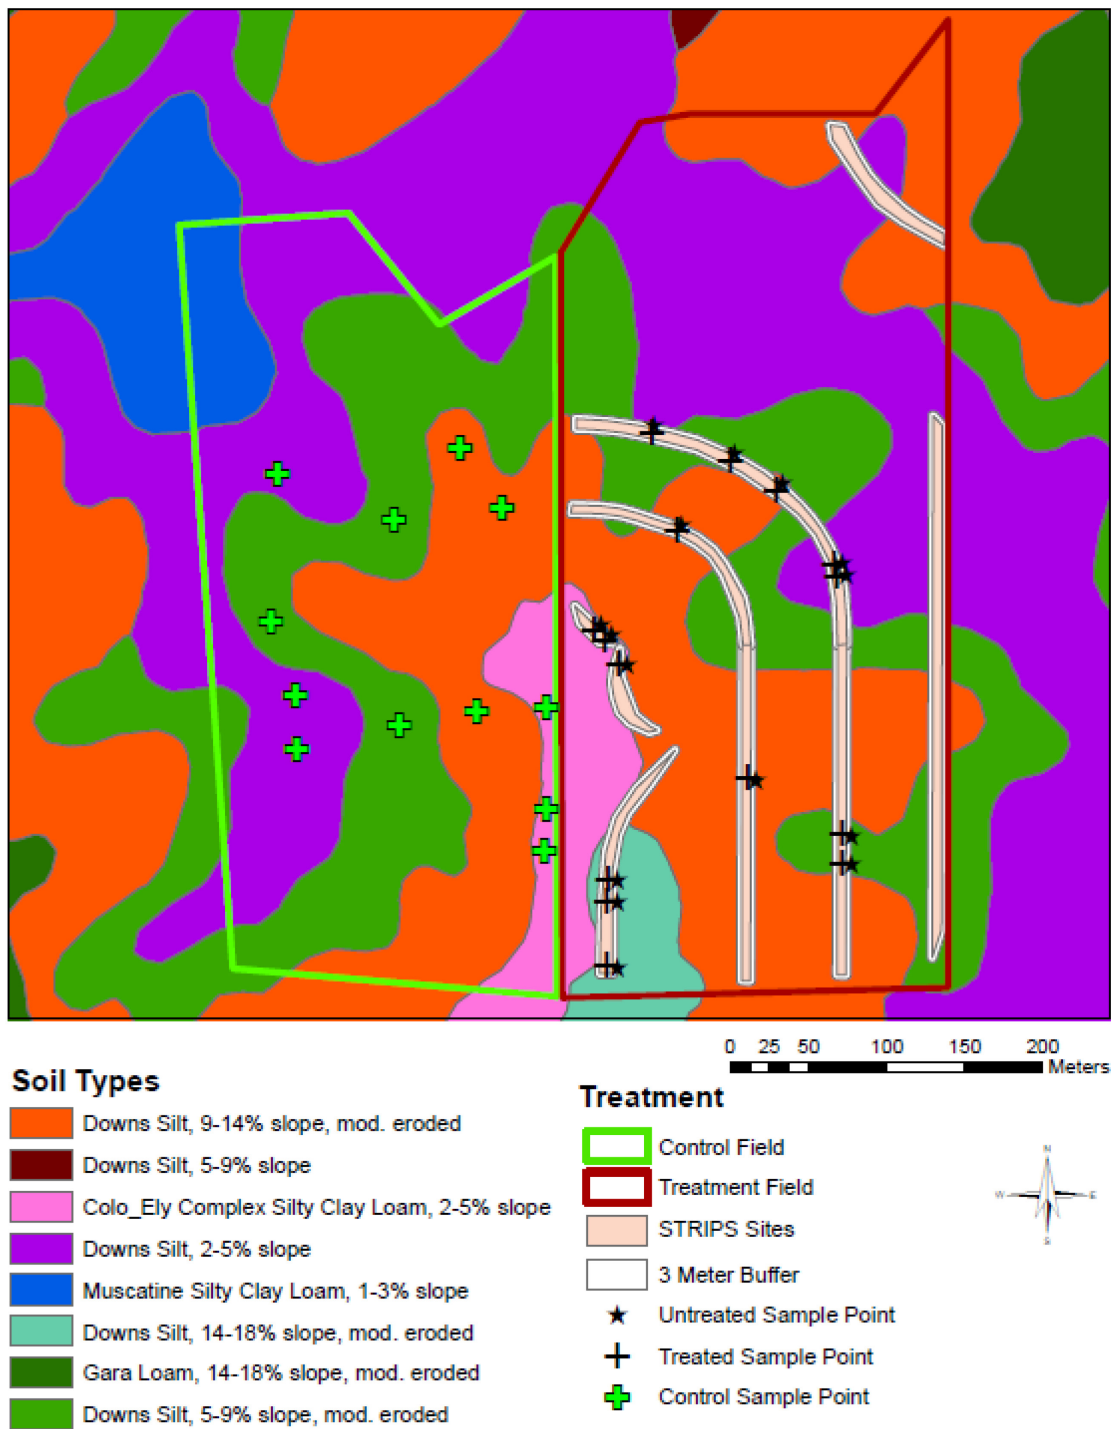 0 25 50 100 150 200
Meters
Soil Types
Downs Silt, 9-14% slope, mod. eroded
Downs Silt, 5-9% slope
Colo_Ely Complex Silty Clay Loam, 2-5% slope
Downs Silt, 2-5% slope
Muscatine Silty Clay Loam, 1-3% slope
Downs Silt, 14-18% slope, mod. eroded
Gara Loam, 14-18% slope, mod. eroded
Downs Silt, 5-9% slope, mod. eroded
Treatment
Control Field
Treatment Field
STRIPS Sites
3 Meter Buffer
Untreated Sample Point
Treated Sample Point
Control Sample Point
N
W E
S